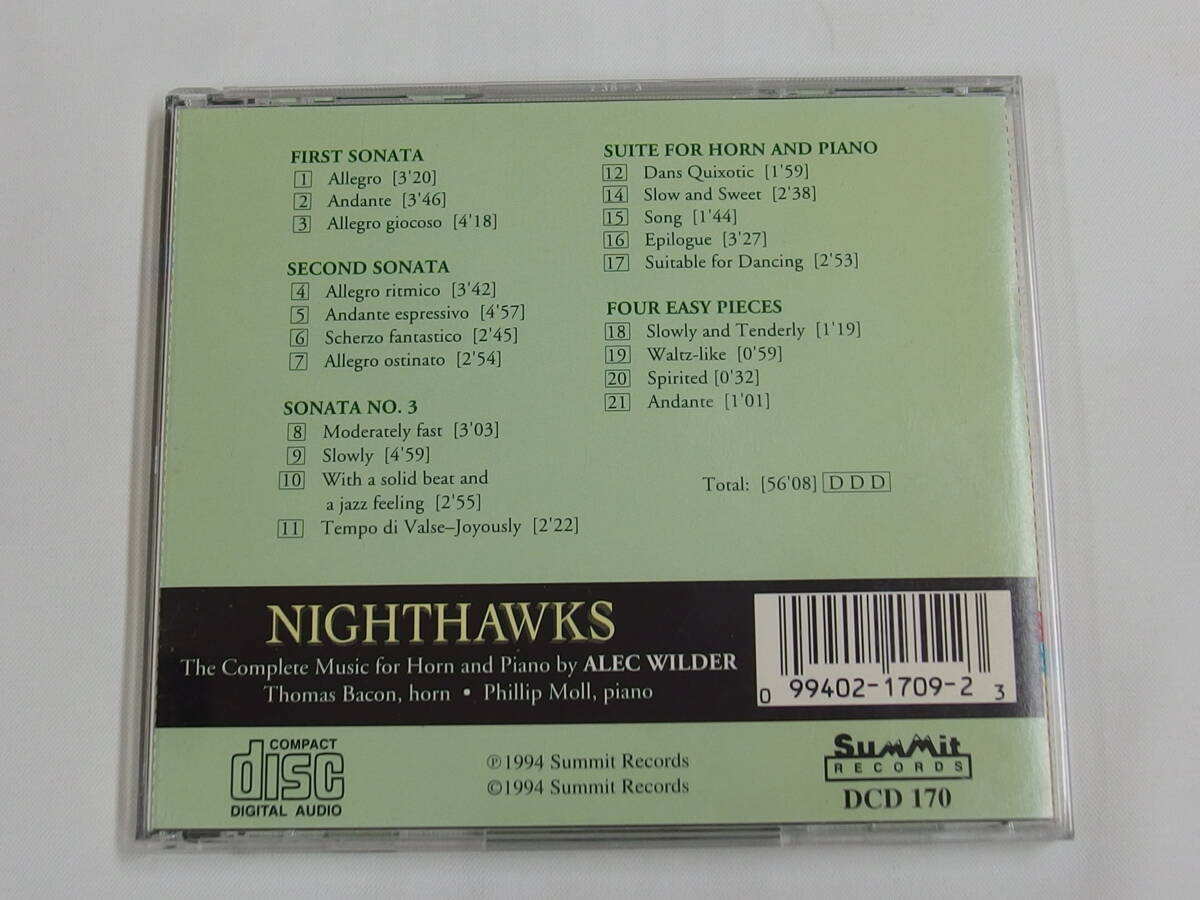 FIRST SONATA
1 Allegro [3'20]
2 Andante [3'46]
3 Allegro giocoso [4'18]
SECOND SONATA
4 Allegro ritmico [3'42]
5 Andante espressivo [4'57]
6 Scherzo fantastico [2'45]
7 Allegro ostinato [2'54]
SONATA NO. 3
8 Moderately fast [3'03]
9 Slowly [4'59]
10 With a solid beat and
a jazz feeling [2'55]
11 Tempo di Valse–Joyously [2'22]
SUITE FOR HORN AND PIANO
12 Dans Quixotic [1'59]
14 Slow and Sweet [2'38]
15 Song [1'44]
16 Epilogue [3'27]
17 Suitable for Dancing [2'53]
FOUR EASY PIECES
18 Slowly and Tenderly [1'19]
19 Waltz-like [0'59]
20 Spirited [0'32]
21 Andante [1'01]
Total: [56'08] DDD
NIGHTHAWKS
The Complete Music for Horn and Piano by ALEC WILDER
Thomas Bacon, horn • Phillip Moll, piano
0 99402-1709-2 3
COMPACT
disc
DIGITAL AUDIO
℗1994 Summit Records
©1994 Summit Records
Summit
RECORDS
DCD 170